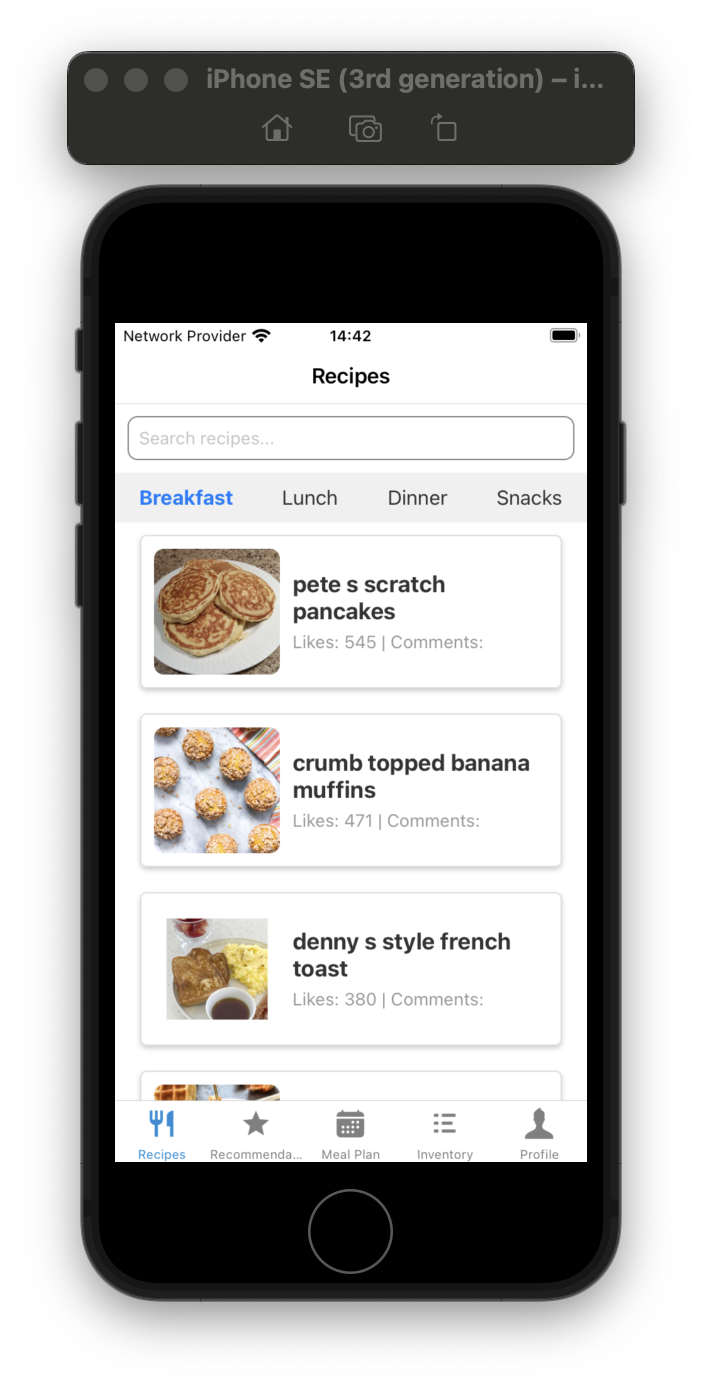 iPhone SE (3rd generation) – i...
Network Provider 14:42
Recipes
Search recipes...
Breakfast Lunch Dinner Snacks
pete s scratch
pancakes
Likes: 545 | Comments:
crumb topped banana
muffins
Likes: 471 | Comments:
denny s style french
toast
Likes: 380 | Comments:
Recipes Recommenda... Meal Plan Inventory Profile